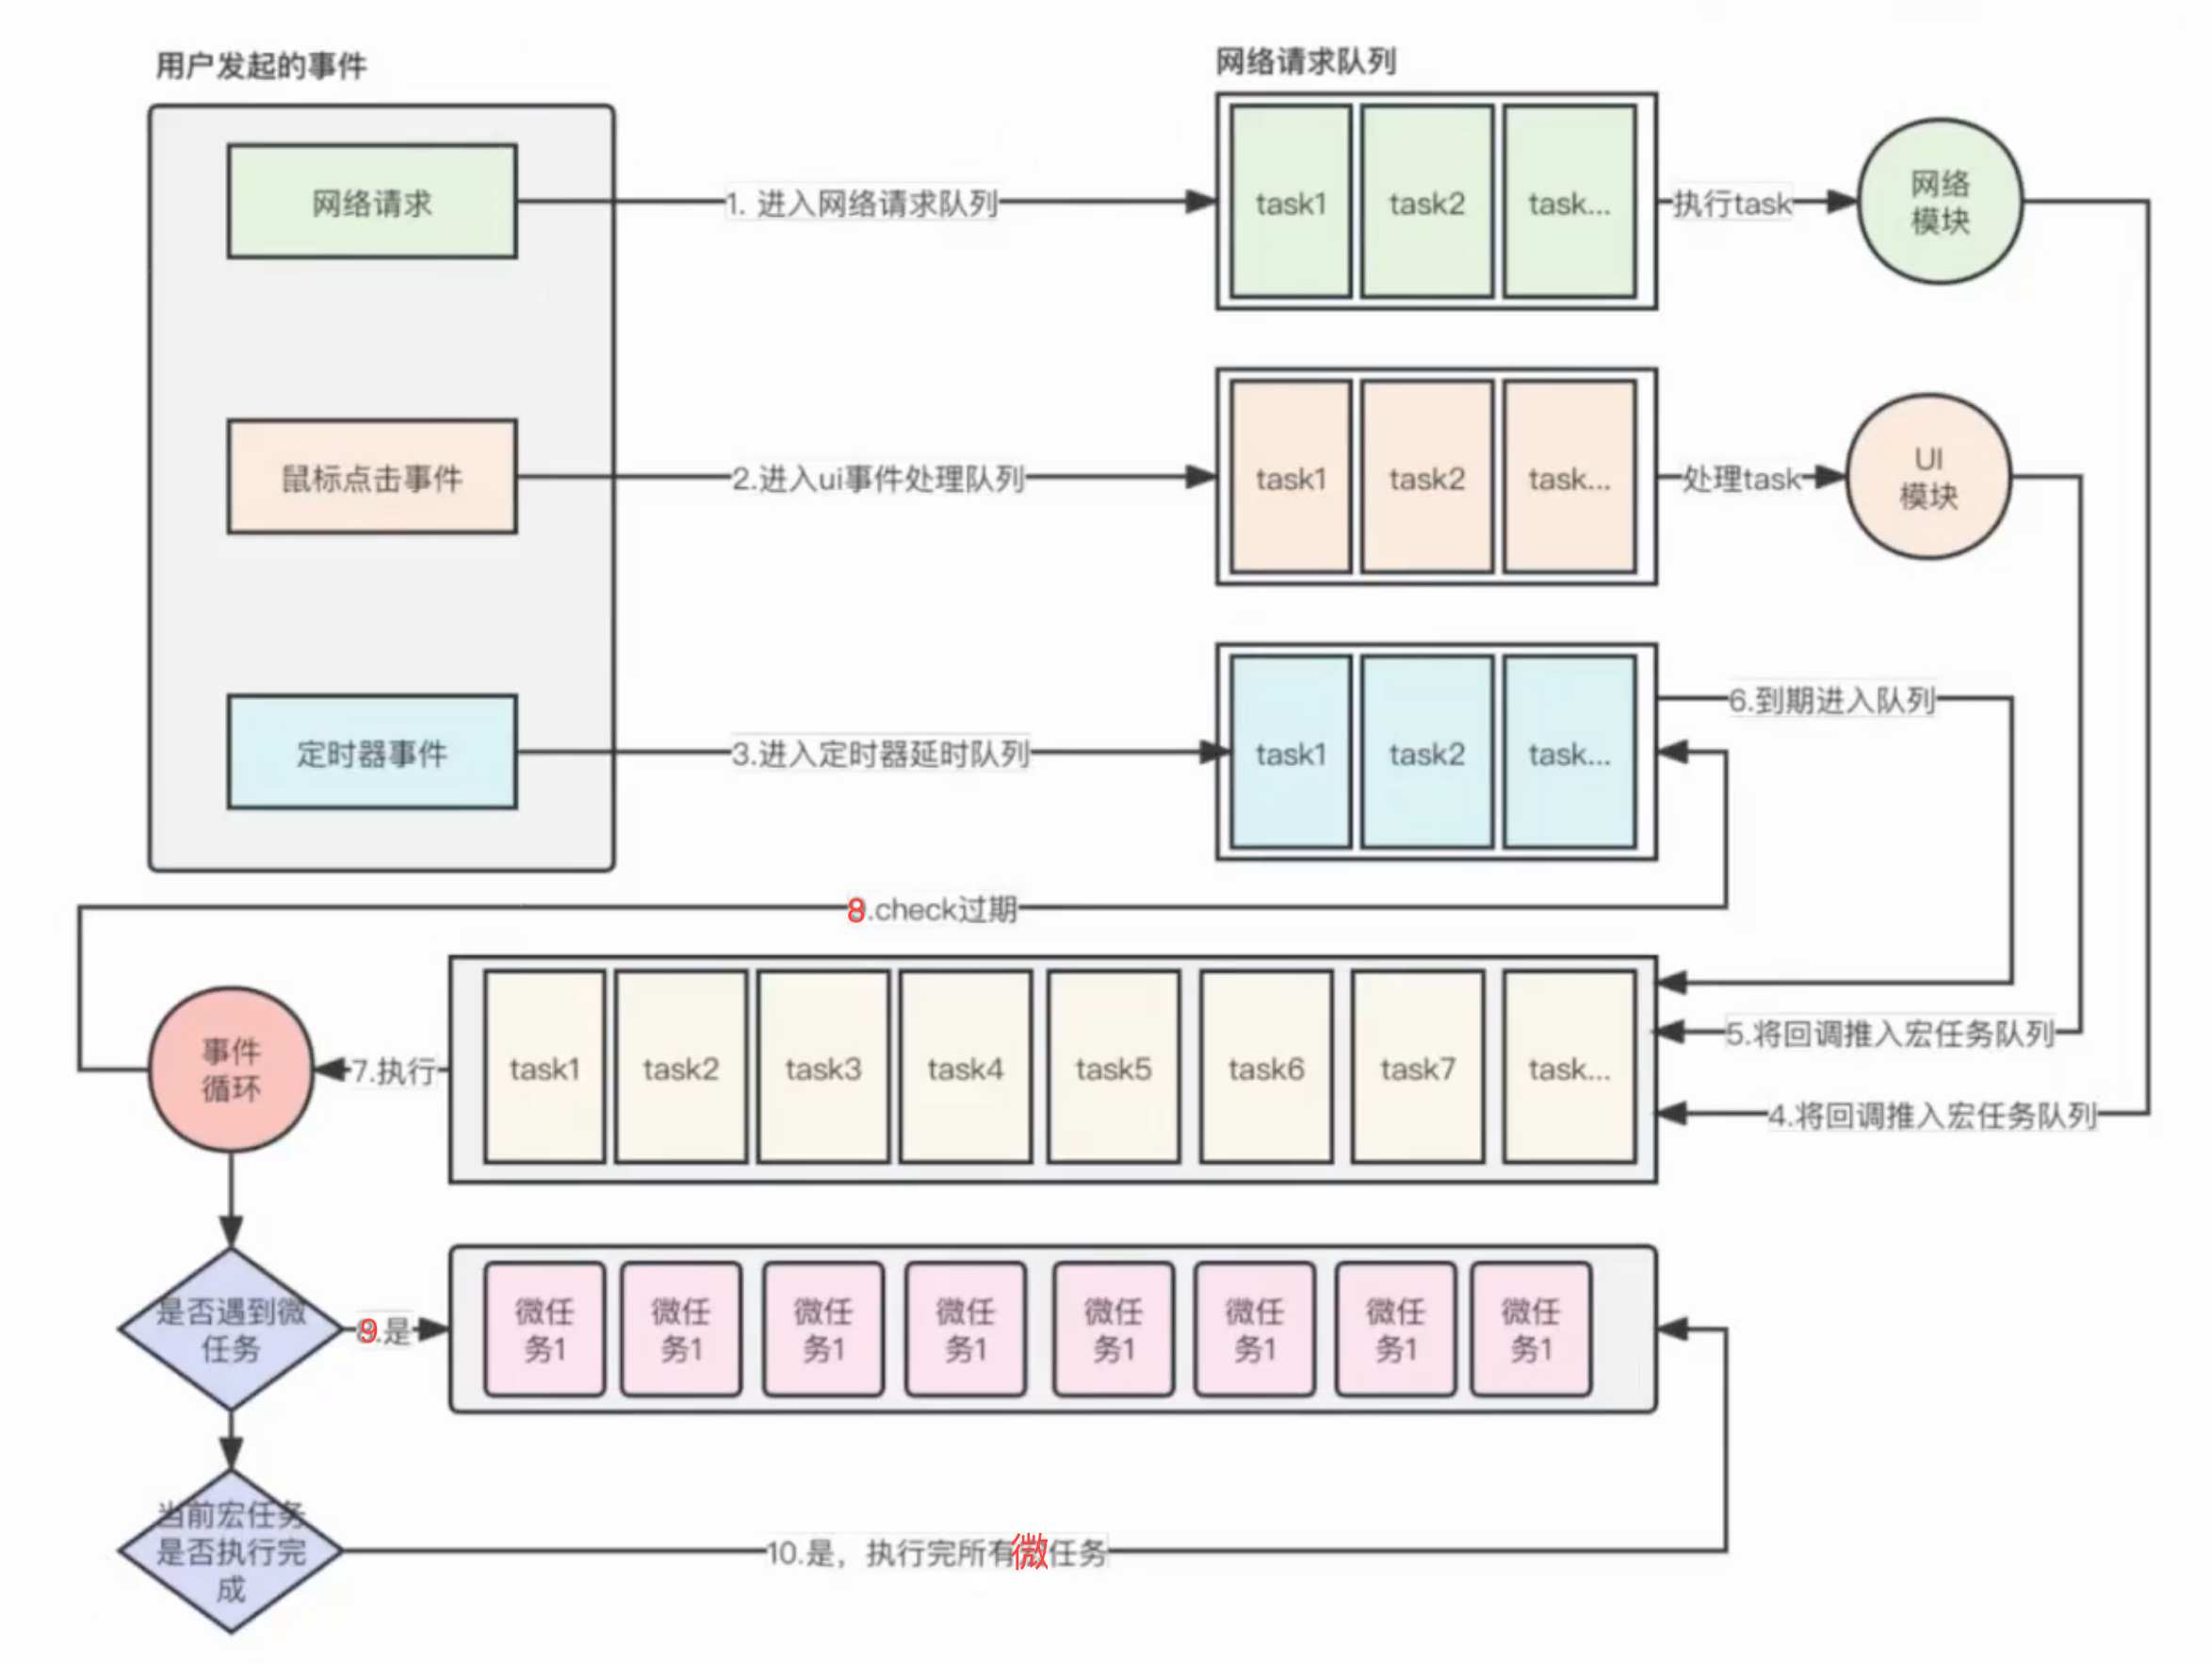 用户发起的事件
网络请求队列
网络请求
1. 进入网络请求队列
task1
task2
task...
执行task
网络
模块
鼠标点击事件
2.进入ui事件处理队列
task1
task2
task...
处理task
UI
模块
定时器事件
3.进入定时器延时队列
task1
task2
task...
6.到期进入队列
8.check过期
事件
循环
7.执行
task1
task2
task3
task4
task5
task6
task7
task...
5.将回调推入宏任务队列
4.将回调推入宏任务队列
是否遇到微
任务
9.是
微任
务1
微任
务1
微任
务1
微任
务1
微任
务1
微任
务1
微任
务1
微任
务1
当前宏任务
是否执行完
成
10.是，执行完所有微任务